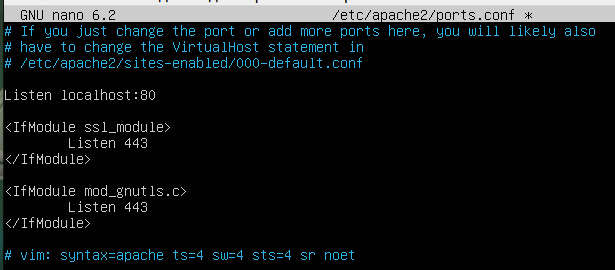 GNU nano 6.2 /etc/apache2/ports.conf *
# If you just change the port or add more ports here, you will likely also
# have to change the VirtualHost statement in
# /etc/apache2/sites-enabled/000-default.conf
Listen localhost:80
<IfModule ssl_module>
Listen 443
</IfModule>
<IfModule mod_gnutls.c>
Listen 443
</IfModule>
# vim: syntax=apache ts=4 sw=4 sts=4 sr noet